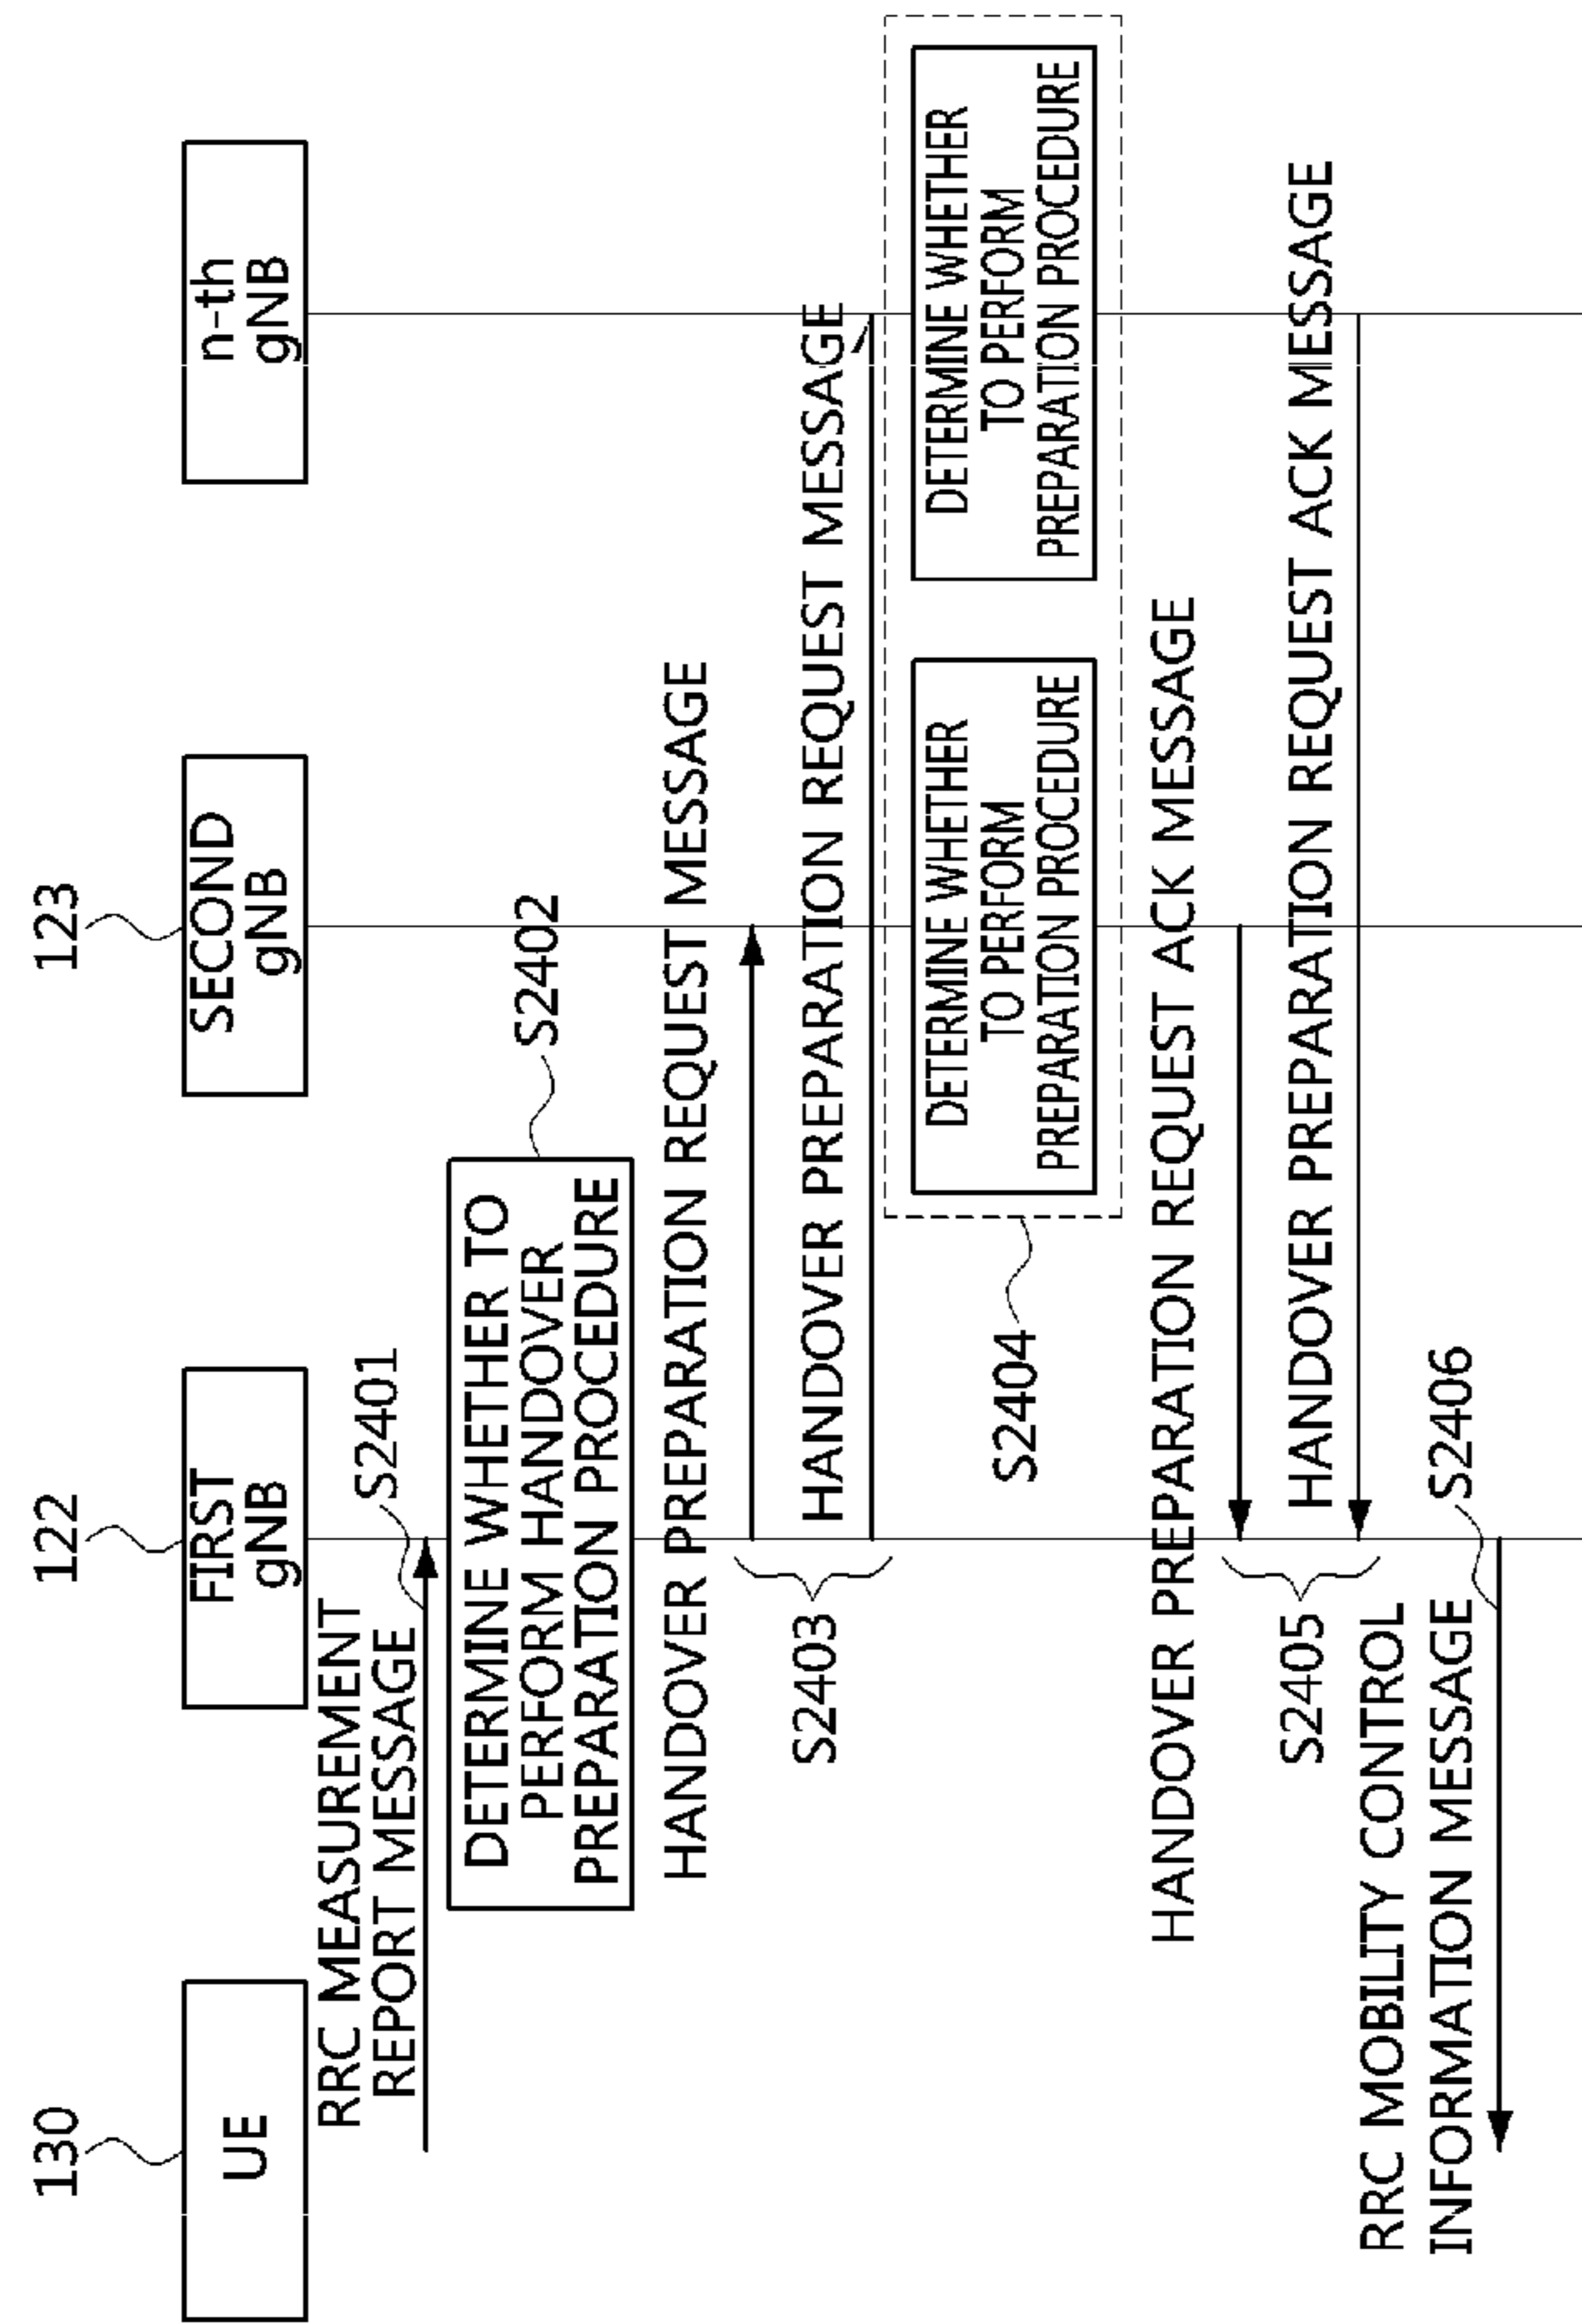 130
122
123
UE
FIRST
gNB
SECOND
gNB
n-th
gNB
RRC MEASUREMENT
REPORT MESSAGE
S2401
DETERMINE WHETHER TO
PERFORM HANDOVER
PREPARATION PROCEDURE
S2402
HANDOVER PREPARATION REQUEST MESSAGE
HANDOVER PREPARATION REQUEST MESSAGE
S2403
DETERMINE WHETHER
TO PERFORM
PREPARATION PROCEDURE
DETERMINE WHETHER
TO PERFORM
PREPARATION PROCEDURE
S2404
HANDOVER PREPARATION REQUEST ACK MESSAGE
HANDOVER PREPARATION REQUEST ACK MESSAGE
S2405
RRC MOBILITY CONTROL
INFORMATION MESSAGE
S2406